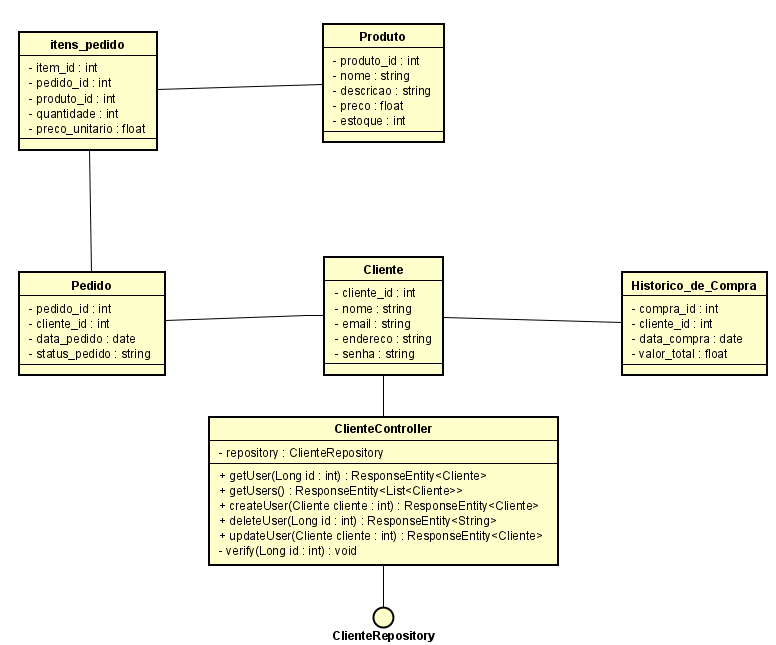 itens_pedido
- item_id : int
- pedido_id : int
- produto_id : int
- quantidade : int
- preco_unitario : float
Produto
- produto_id : int
- nome : string
- descricao : string
- preco : float
- estoque : int
Pedido
- pedido_id : int
- cliente_id : int
- data_pedido : date
- status_pedido : string
Cliente
- cliente_id : int
- nome : string
- email : string
- endereco : string
- senha : string
Historico_de_Compra
- compra_id : int
- cliente_id : int
- data_compra : date
- valor_total : float
ClienteController
- repository : ClienteRepository
+ getUser(Long id : int) : ResponseEntity<Cliente>
+ getUsers() : ResponseEntity<List<Cliente>>
+ createUser(Cliente cliente : int) : ResponseEntity<Cliente>
+ deleteUser(Long id : int) : ResponseEntity<String>
+ updateUser(Cliente cliente : int) : ResponseEntity<Cliente>
- verify(Long id : int) : void
ClienteRepository